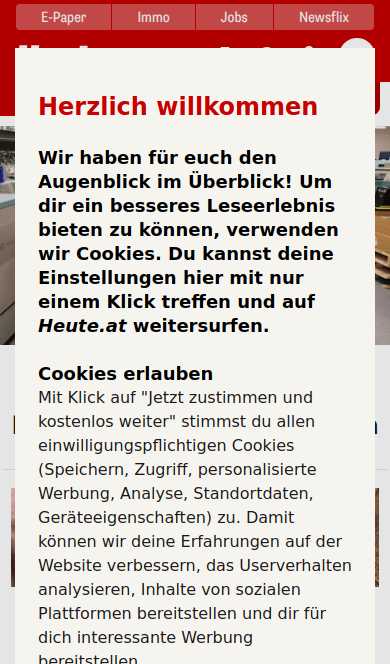 E-Paper Immo Jobs Newsflix
Herzlich willkommen
Wir haben für euch den
Augenblick im Überblick! Um
dir ein besseres Leseerlebnis
bieten zu können, verwenden
wir Cookies. Du kannst deine
Einstellungen hier mit nur
einem Klick treffen und auf
Heute.at weitersurfen.
Cookies erlauben
Mit Klick auf "Jetzt zustimmen und
kostenlos weiter" stimmst du allen
einwilligungspflichtigen Cookies
(Speichern, Zugriff, personalisierte
Werbung, Analyse, Standortdaten,
Geräteeigenschaften) zu. Damit
können wir deine Erfahrungen auf der
Website verbessern, das Userverhalten
analysieren, Inhalte von sozialen
Plattformen bereitstellen und dir für
dich interessante Werbung
bereitstellen